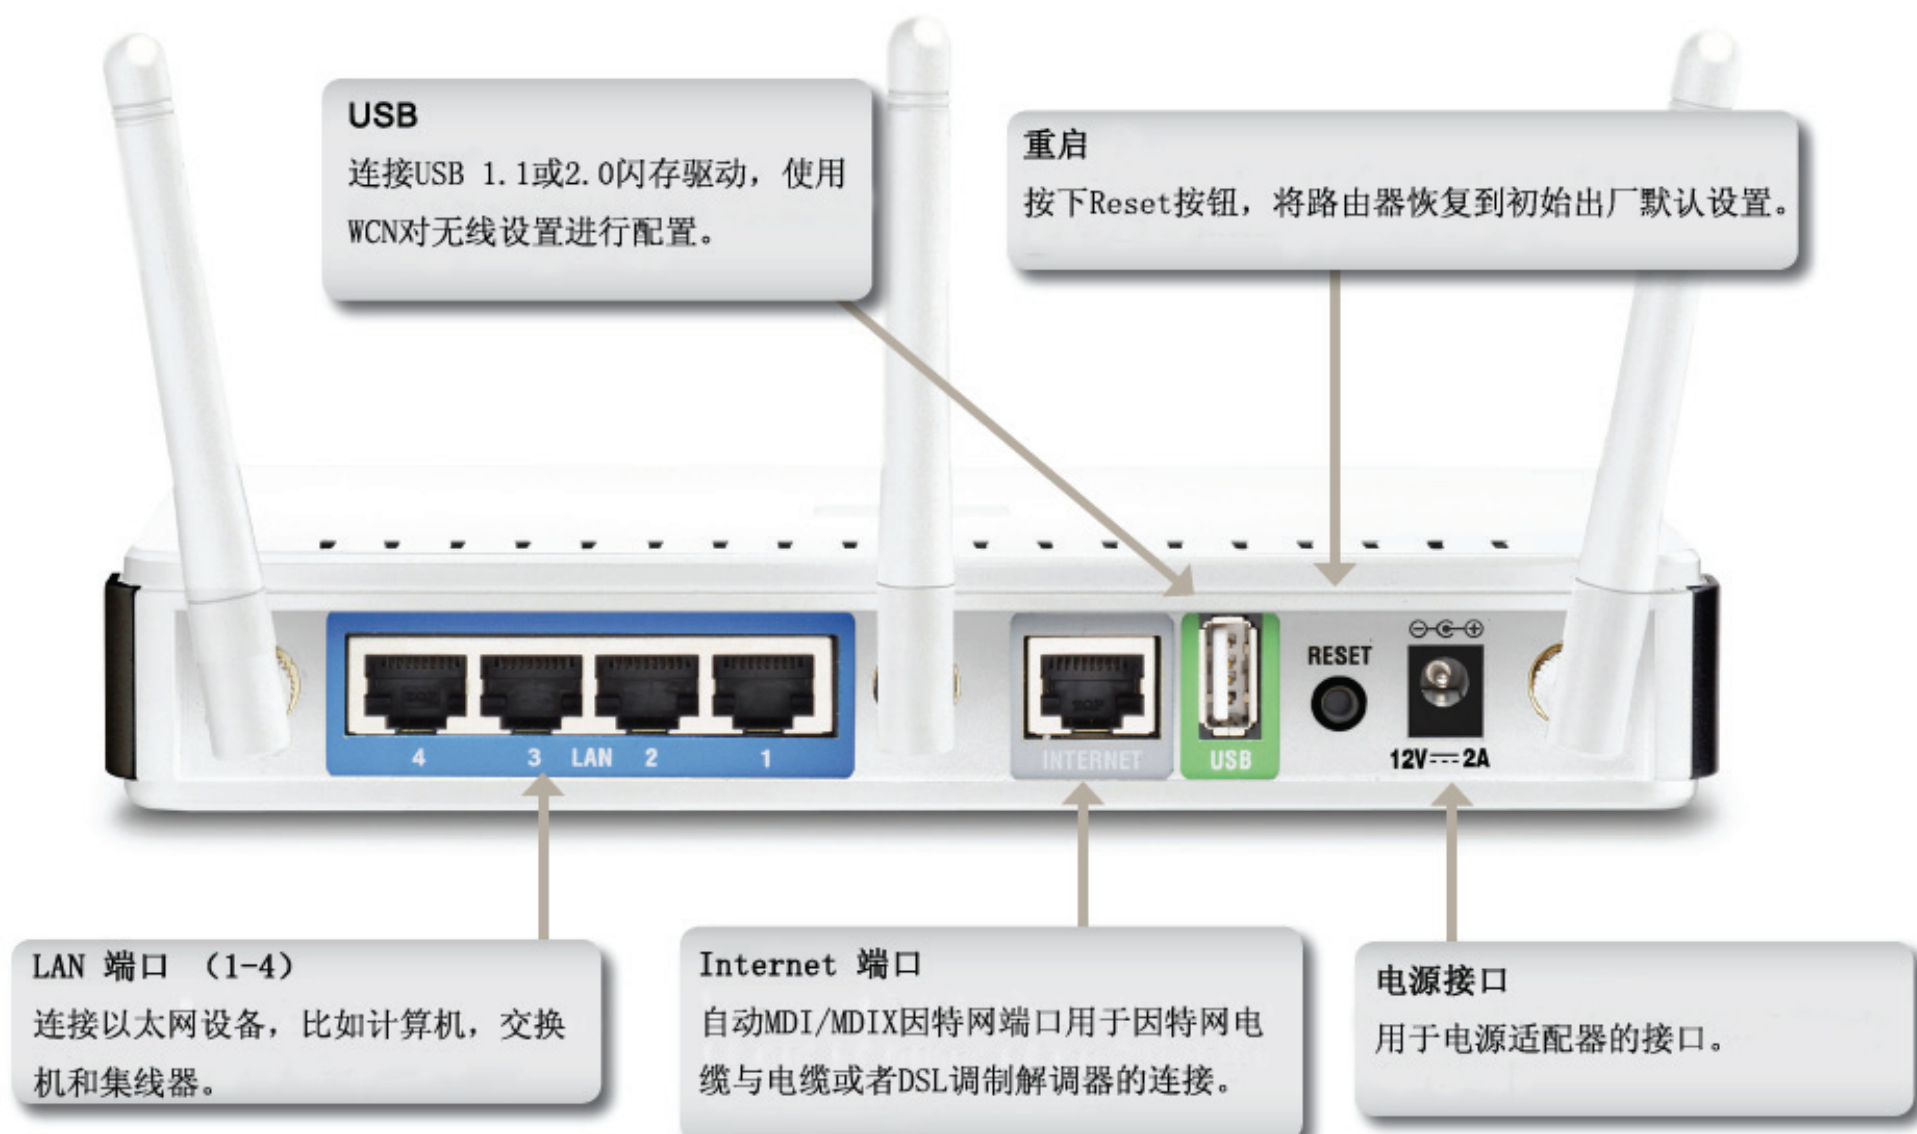 USB
连接USB 1.1或2.0闪存驱动，使用
WCN对无线设置进行配置。
重启
按下Reset按钮，将路由器恢复到初始出厂默认设置。
RESET
4
3
LAN
2
1
INTERNET
USB
12V 2A
LAN 端口 （1-4）
连接以太网设备，比如计算机，交换
机和集线器。
Internet 端口
自动MDI/MDIX因特网端口用于因特网电
缆与电缆或者DSL调制解调器的连接。
电源接口
用于电源适配器的接口。